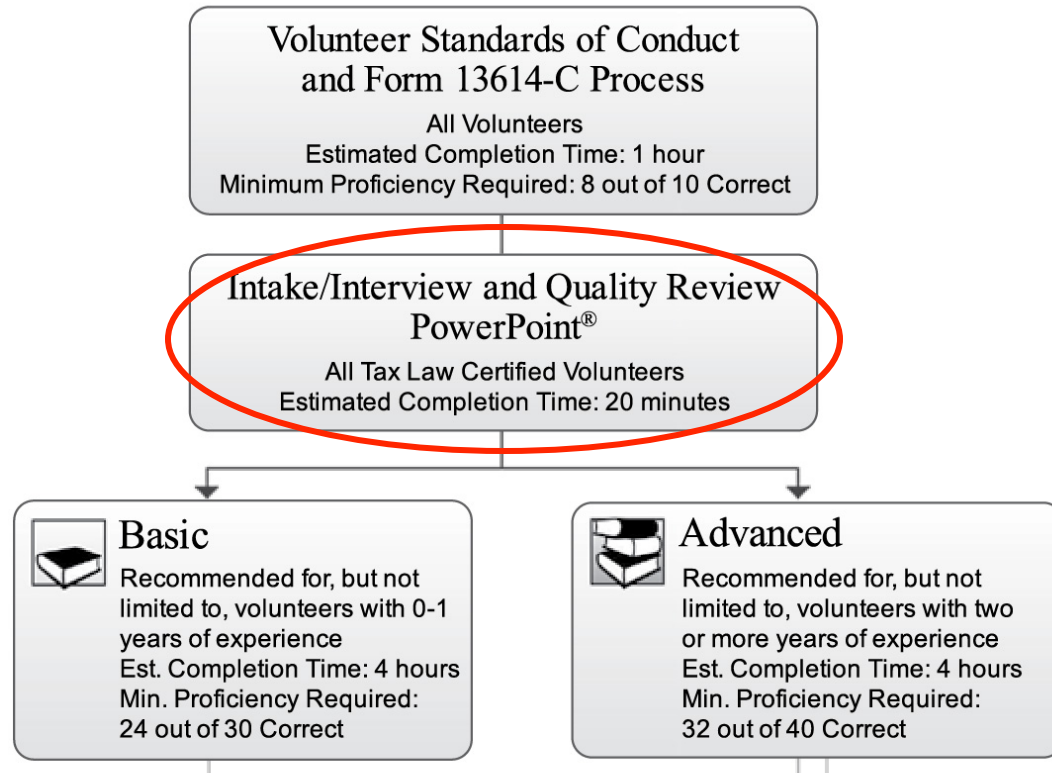 Volunteer Standards of Conduct
and Form 13614-C Process
All Volunteers
Estimated Completion Time: 1 hour
Minimum Proficiency Required: 8 out of 10 Correct
Intake/Interview and Quality Review
PowerPoint®
All Tax Law Certified Volunteers
Estimated Completion Time: 20 minutes
Basic
Recommended for, but not
limited to, volunteers with 0-1
years of experience
Est. Completion Time: 4 hours
Min. Proficiency Required:
24 out of 30 Correct
Advanced
Recommended for, but not
limited to, volunteers with two
or more years of experience
Est. Completion Time: 4 hours
Min. Proficiency Required:
32 out of 40 Correct